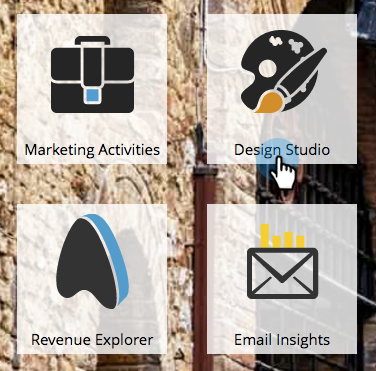 Marketing Activities
Design Studio
Revenue Explorer
Email Insights